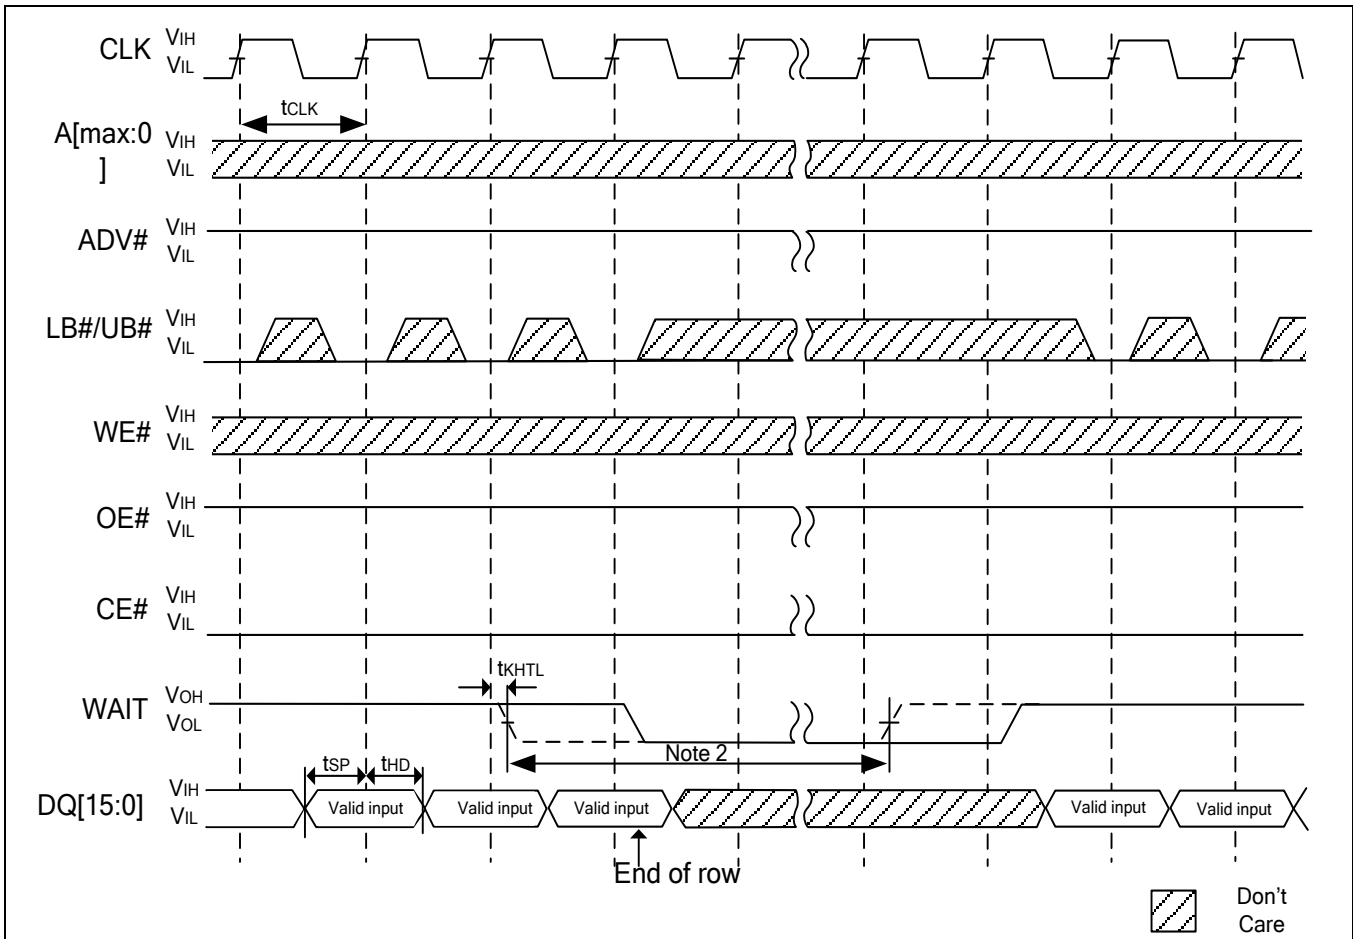 CLK VIH
VIL
tCLK
A[max:0
]
VIH
VIL
ADV# VIH
VIL
LB#/UB# VIH
VIL
WE# VIH
VIL
OE# VIH
VIL
CE# VIH
VIL
tKHTL
WAIT VOH
VOL
Note 2
tSP tHD
DQ[15:0] VIH
VIL
Valid input Valid input Valid input Valid input Valid input
End of row
Don't
Care